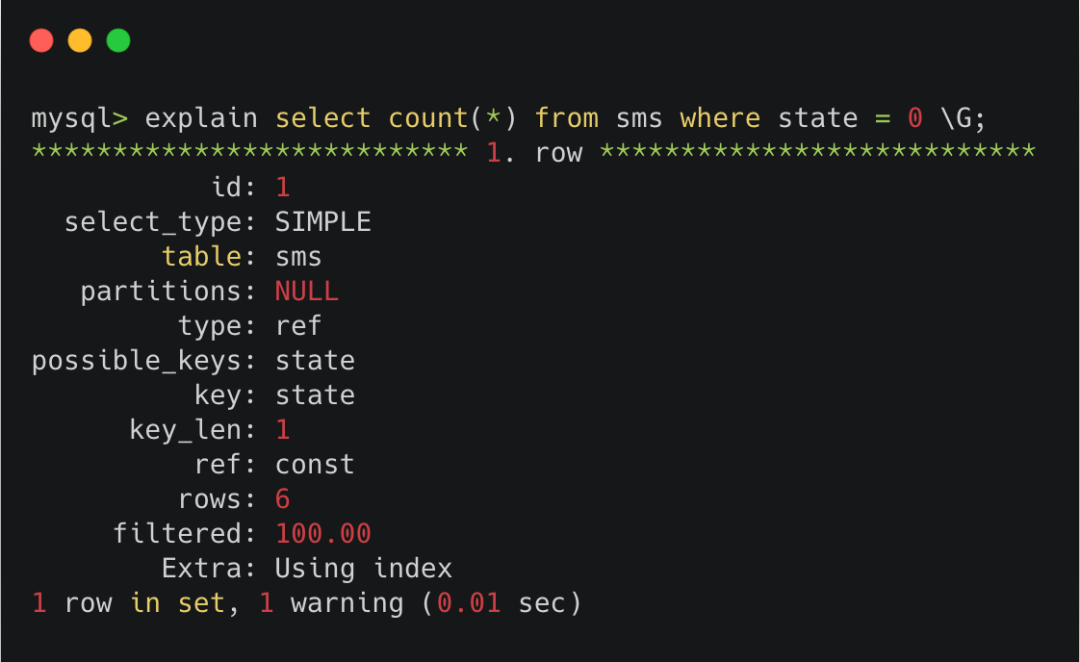 mysql> explain select count(*) from sms where state = 0 \G;
*************************** 1. row ***************************
           id: 1
  select_type: SIMPLE
        table: sms
   partitions: NULL
         type: ref
possible_keys: state
          key: state
      key_len: 1
          ref: const
         rows: 6
     filtered: 100.00
        Extra: Using index
1 row in set, 1 warning (0.01 sec)